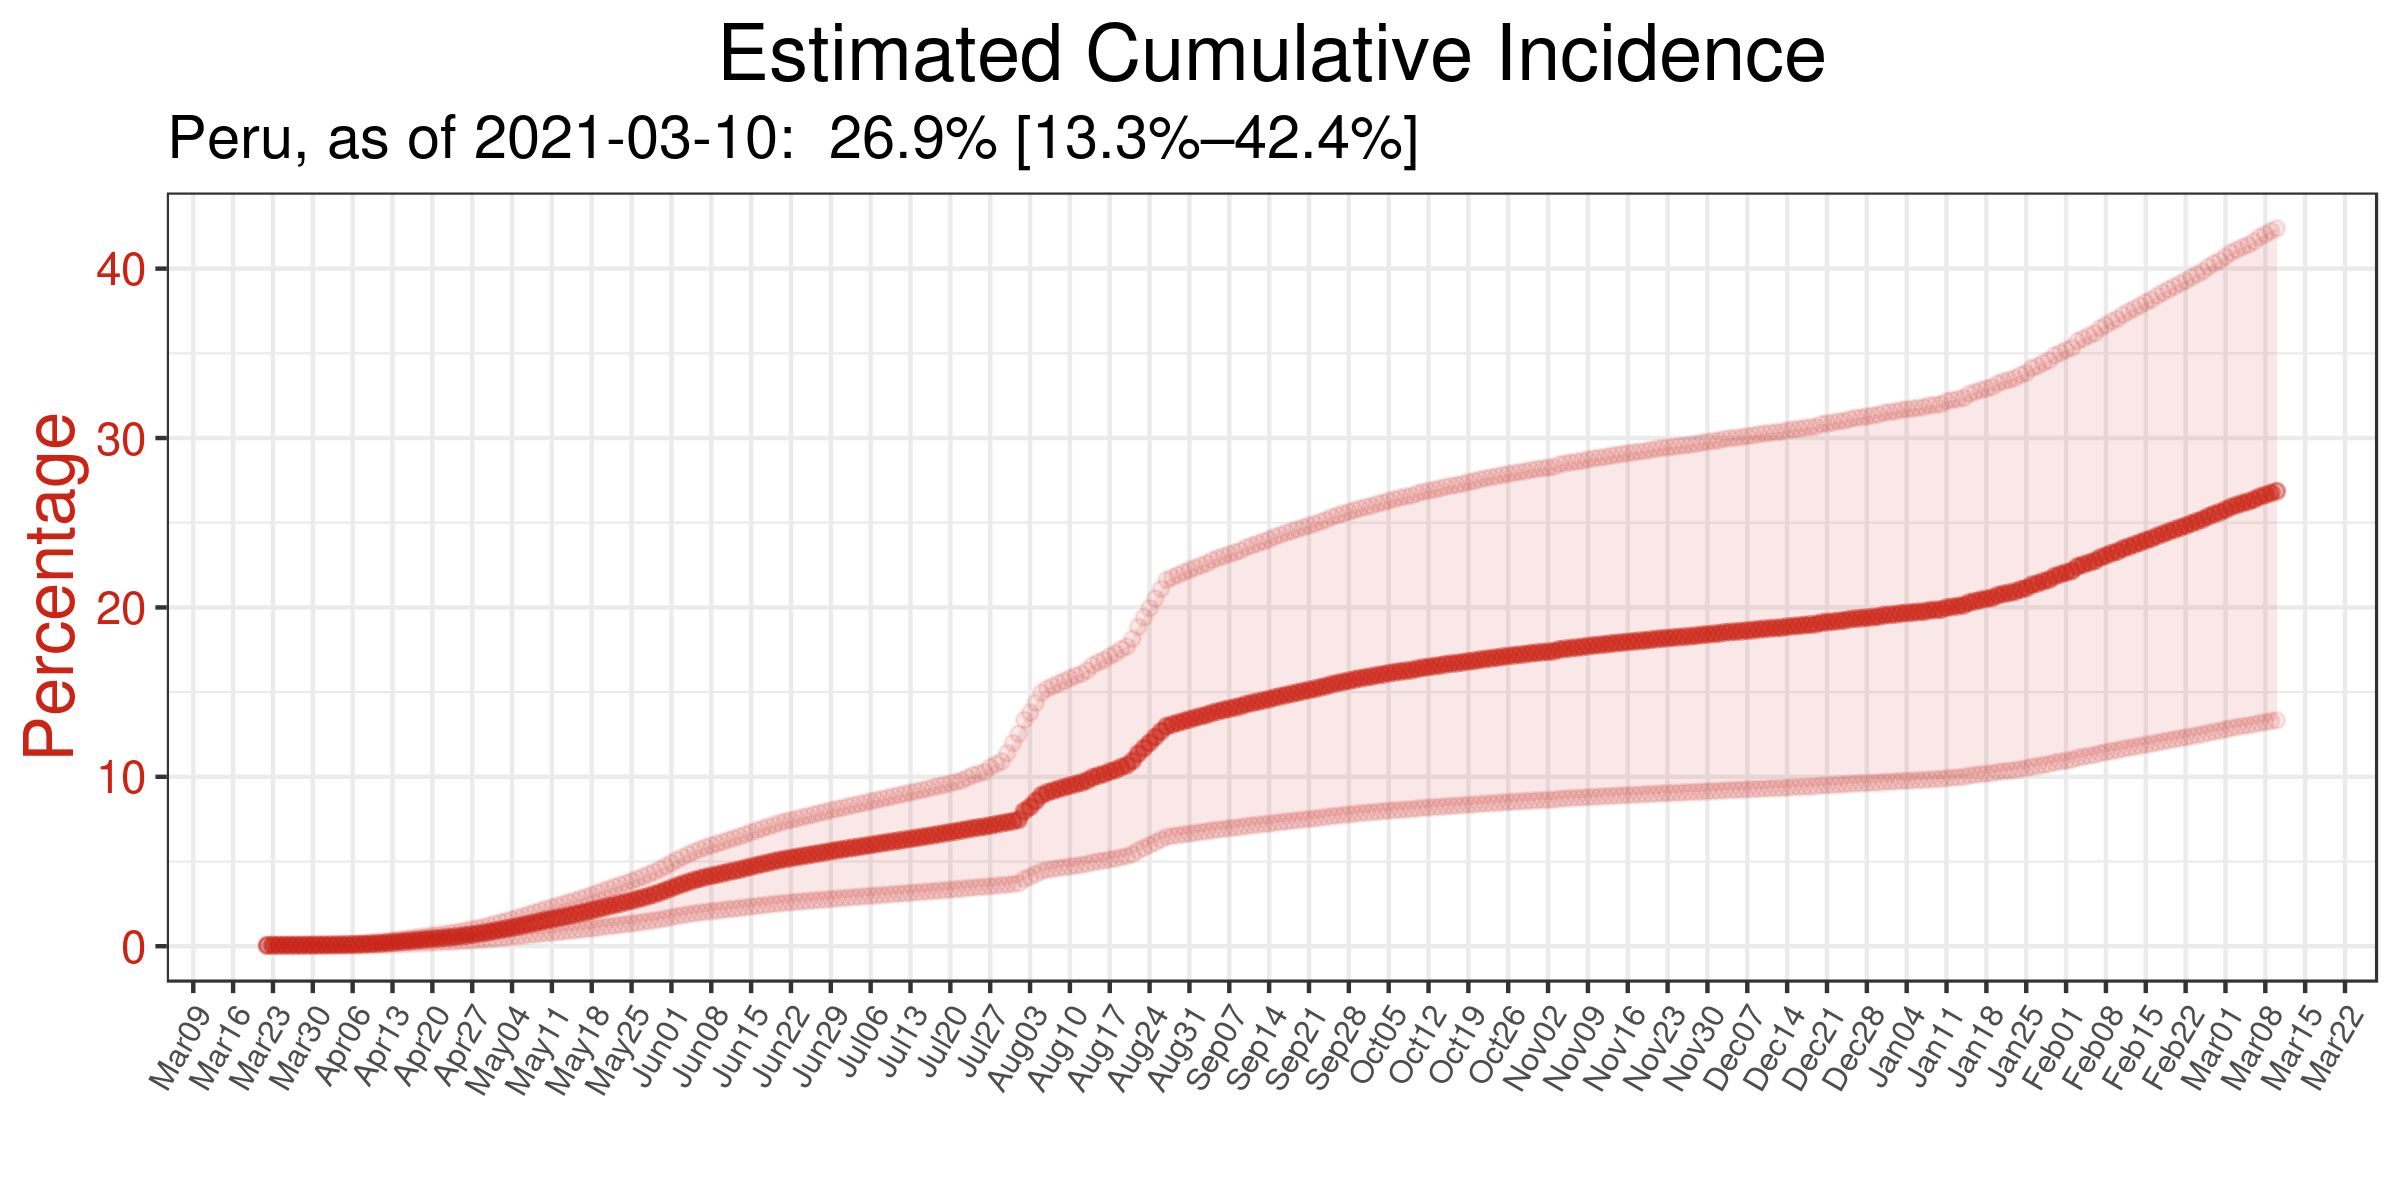 Estimated Cumulative Incidence
Peru, as of 2021-03-10:  26.9% [13.3%–42.4%]
Percentage
40
30
20
10
0
Mar09 Mar16 Mar23 Mar30 Apr06 Apr13 Apr20 Apr27 May04 May11 May18 May25 Jun01 Jun08 Jun15 Jun22 Jun29 Jul06 Jul13 Jul20 Jul27 Aug03 Aug10 Aug17 Aug24 Aug31 Sep07 Sep14 Sep21 Sep28 Oct05 Oct12 Oct19 Oct26 Nov02 Nov09 Nov16 Nov23 Nov30 Dec07 Dec14 Dec21 Dec28 Jan04 Jan11 Jan18 Jan25 Feb01 Feb08 Feb15 Feb22 Mar01 Mar08 Mar15 Mar22